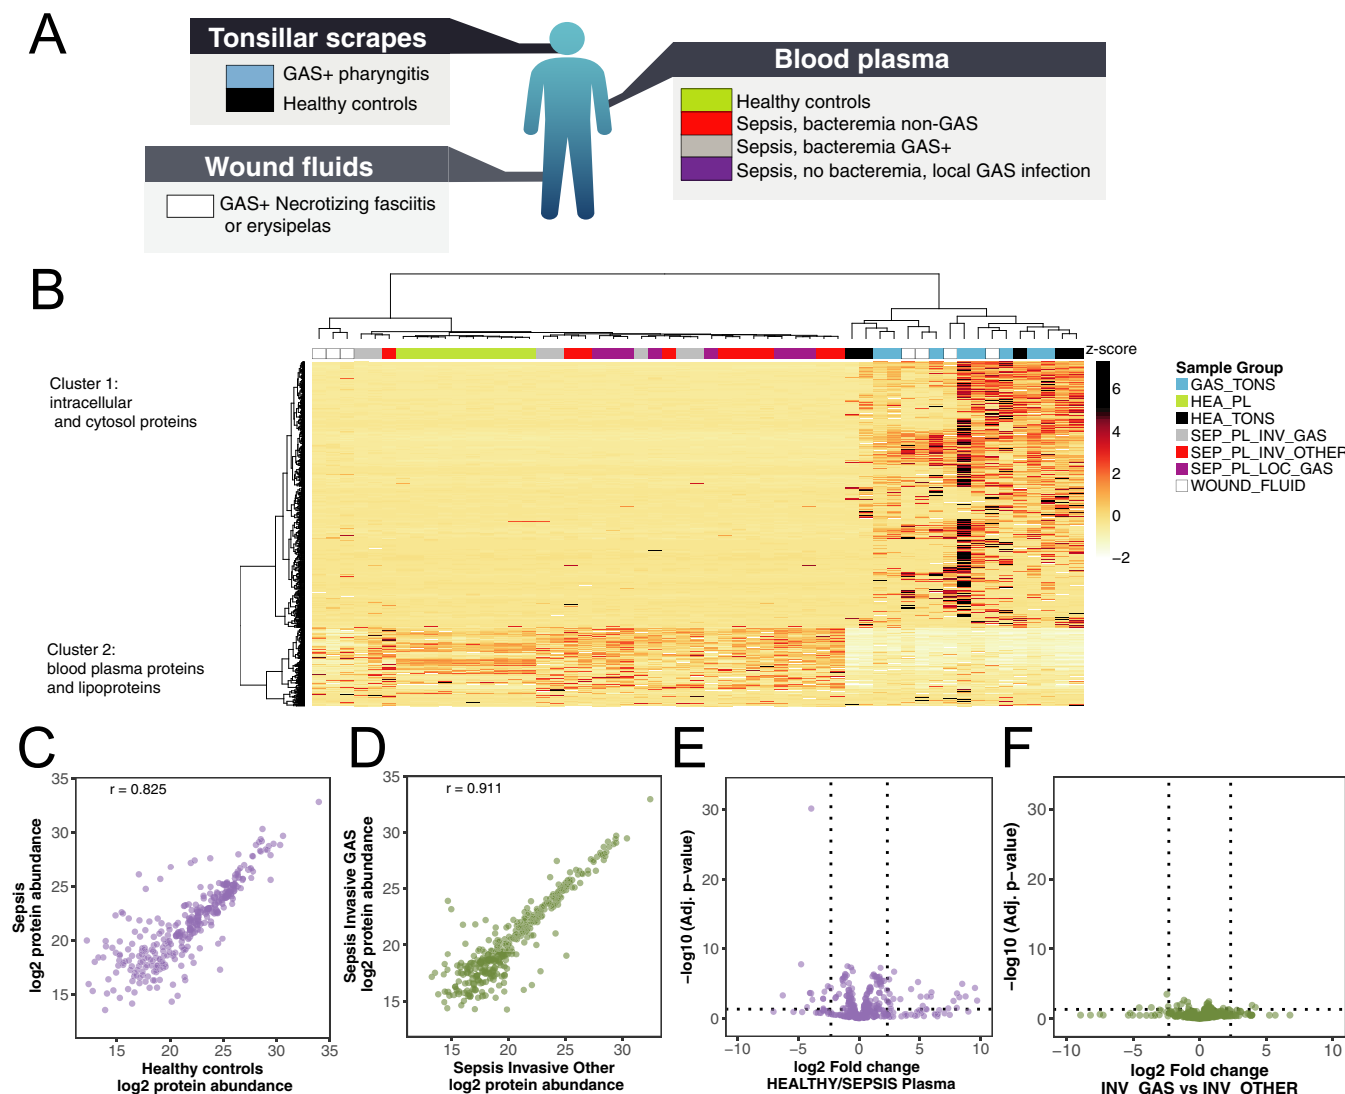 A
Tonsillar scrapes
GAS+ pharyngitis
Healthy controls
Blood plasma
Healthy controls
Sepsis, bacteremia non-GAS
Sepsis, bacteremia GAS+
Sepsis, no bacteremia, local GAS infection
Wound fluids
GAS+ Necrotizing fasciitis
or erysipelas
B
Cluster 1:
intracellular
and cytosol proteins
Cluster 2:
blood plasma proteins
and lipoproteins
z-score
6
4
2
0
−2
Sample Group
GAS_TONS
HEA_PL
HEA_TONS
SEP_PL_INV_GAS
SEP_PL_INV_OTHER
SEP_PL_LOC_GAS
WOUND_FLUID
C
r = 0.825
Sepsis
log2 protein abundance
35
30
25
20
15
15 20 25 30 35
Healthy controls
log2 protein abundance
D
r = 0.911
Sepsis Invasive GAS
log2 protein abundance
35
30
25
20
15
15 20 25 30
Sepsis Invasive Other
log2 protein abundance
E
−log10 (Adj. p−value)
30
20
10
0
−10 −5 0 5 10
log2 Fold change
HEALTHY/SEPSIS Plasma
F
−log10 (Adj. p−value)
30
20
10
0
−10 −5 0 5 10
log2 Fold change
INV_GAS vs INV_OTHER